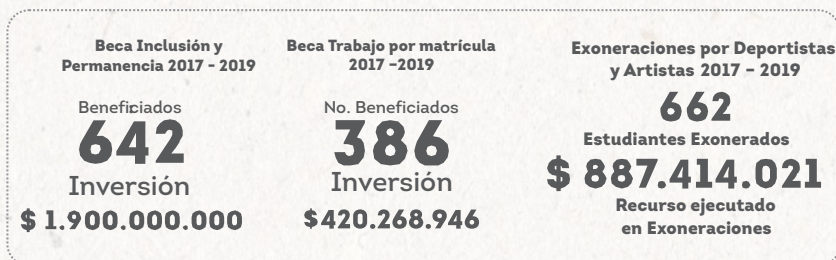 Beca Inclusión y
Permanencia 2017 - 2019
Beneficiados
642
Inversión
$ 1.900.000.000
Beca Trabajo por matrícula
2017 -2019
No. Beneficiados
386
Inversión
$420.268.946
Exoneraciones por Deportistas
y Artistas 2017 - 2019
662
Estudiantes Exonerados
$ 887.414.021
Recurso ejecutado
en Exoneraciones